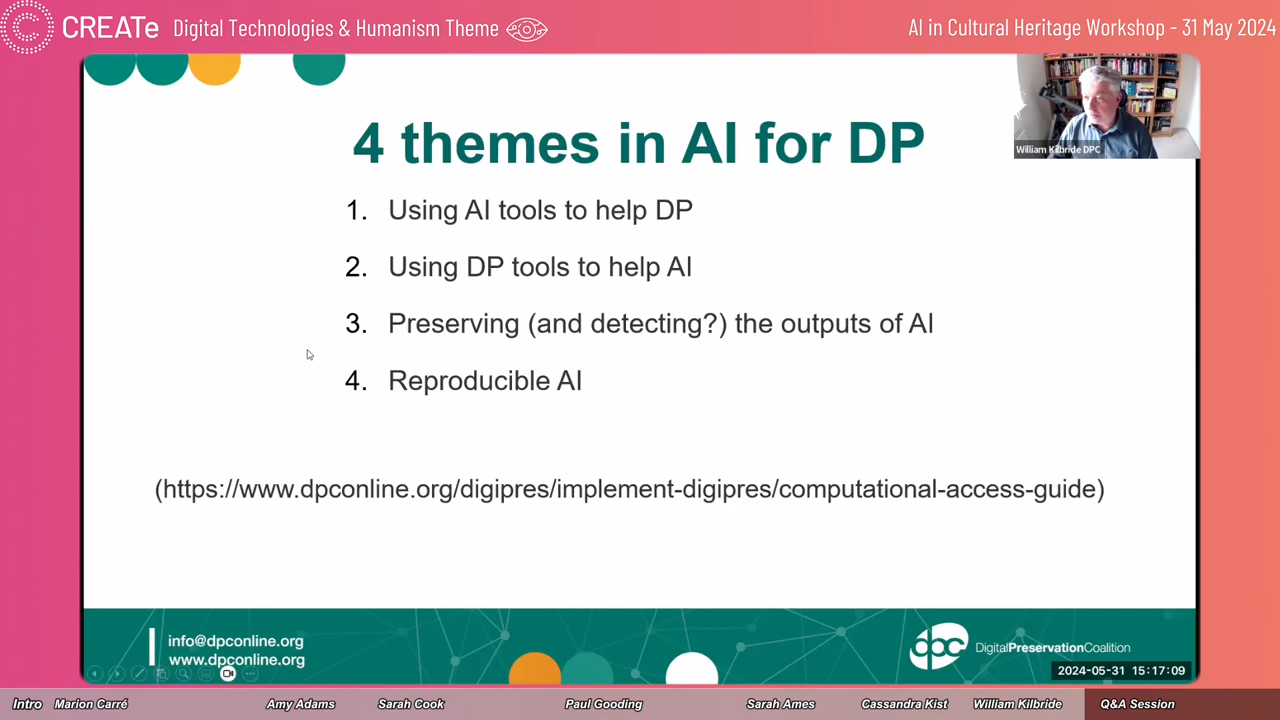 CREATe Digital Technologies & Humanism Theme
AI in Cultural Heritage Workshop - 31 May 2024
William Kilbride DPC
4 themes in AI for DP
1. Using AI tools to help DP
2. Using DP tools to help AI
3. Preserving (and detecting?) the outputs of AI
4. Reproducible AI
(https://www.dpconline.org/digipres/implement-digipres/computational-access-guide)
info@dpconline.org
www.dpconline.org
dpc DigitalPreservationCoalition
2024-05-31 15:17:09
Intro Marion Carré Amy Adams Sarah Cook Paul Gooding Sarah Ames Cassandra Kist William Kilbride Q&A Session